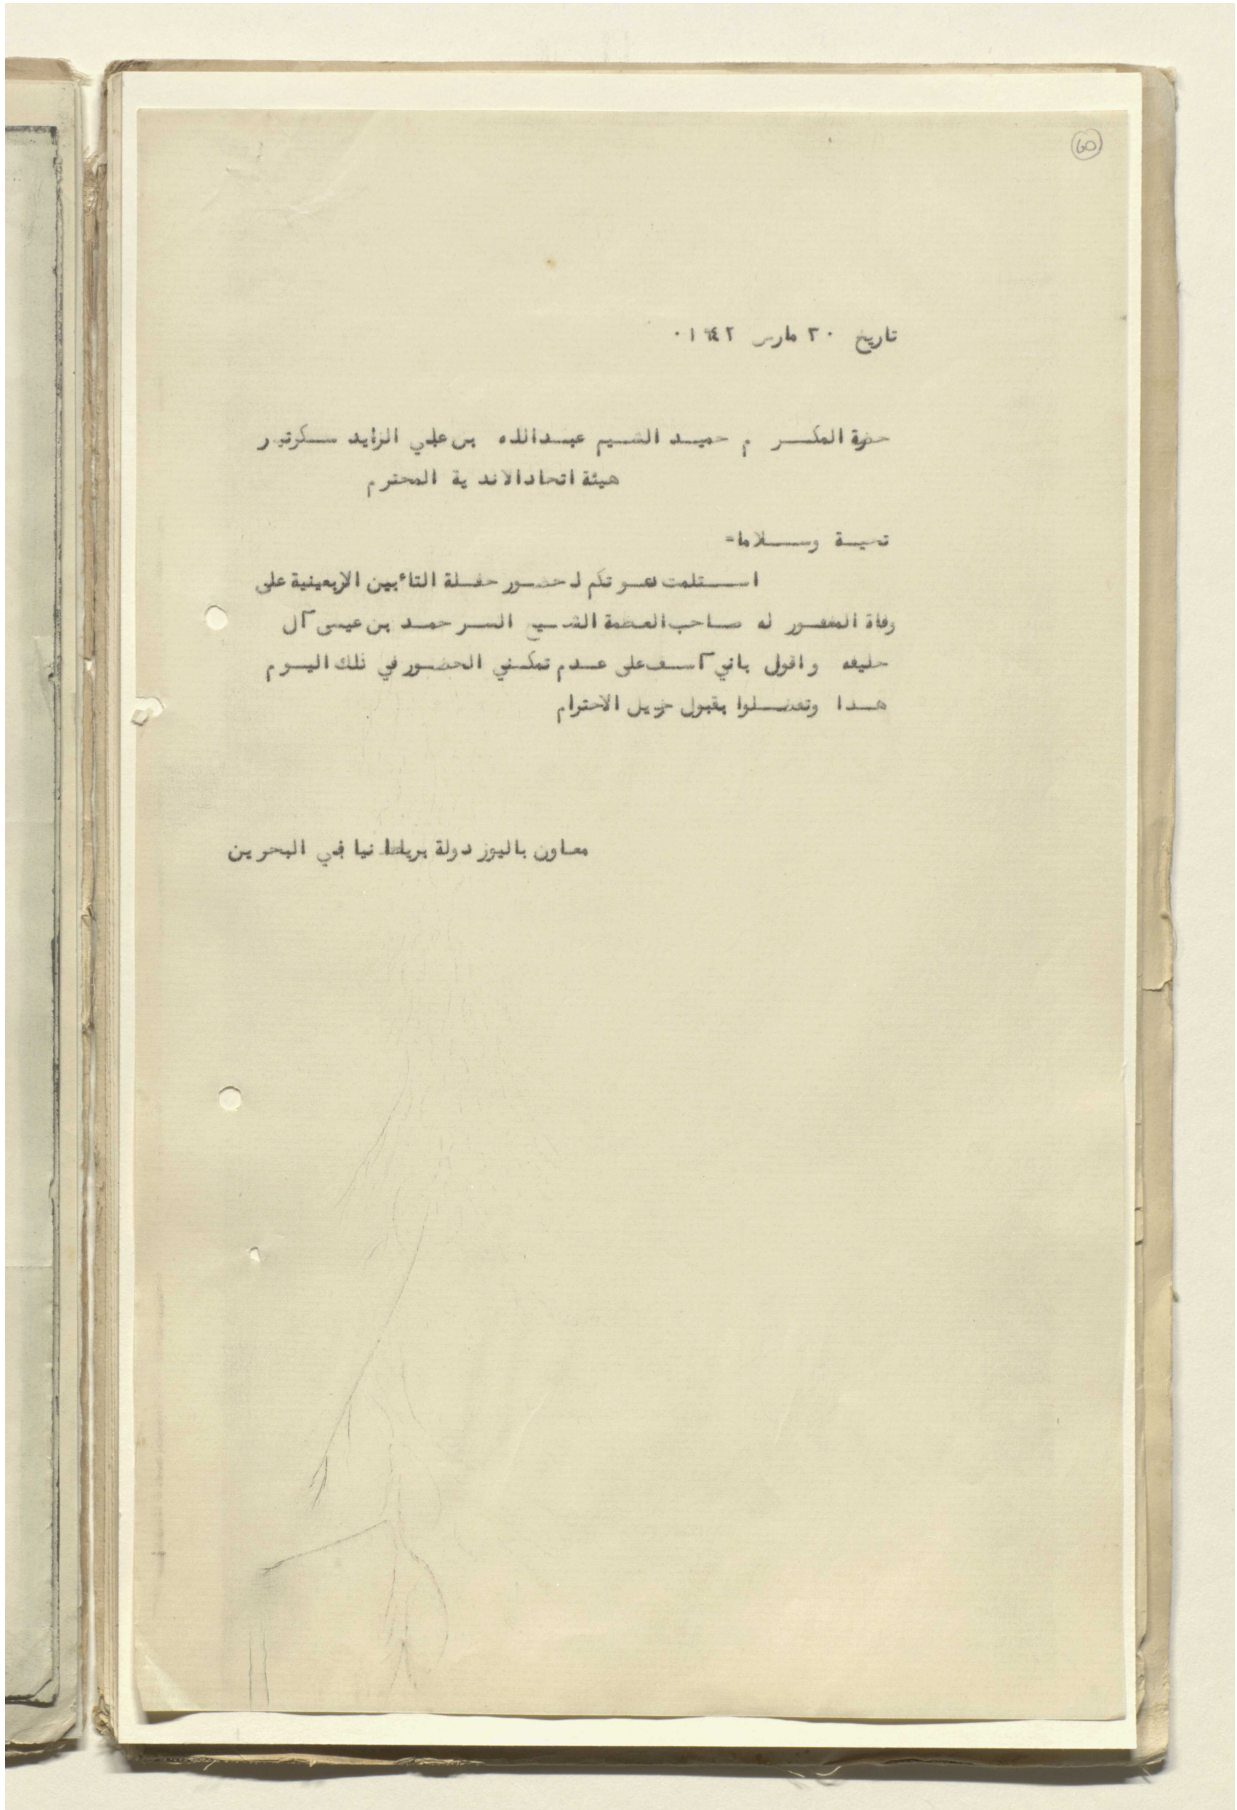 60
تاريخ ٣٠ مارس ١٩٤٢٠
حضرة المكرم حميد الشيم عبدالله بن علي الزايد سكرتير
هيئة اتحاد الاندية المحترم
تحية وسلاما=
استلمت دعوتكم لحضور حفلة التأبين الاربعينية على
وفاة المغفور له صاحب العظمة الشيخ السر حمد بن عيسى آل
خليفه واقول باني آسف على عدم تمكني الحضور في ذلك اليوم
هذا وتفضلوا بقبول جزيل الاحترام
معاون باليوز دولة بريطانيا في البحرين